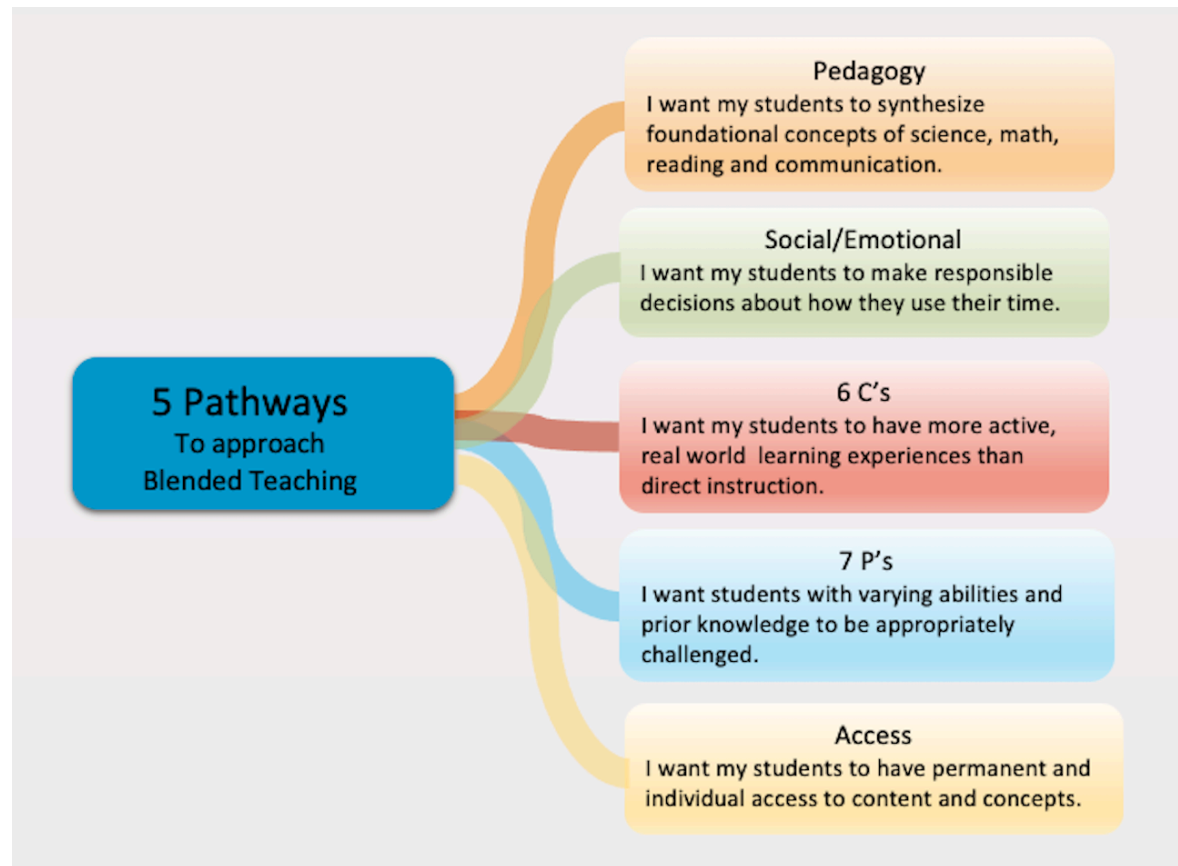 5 Pathways
To approach
Blended Teaching
Pedagogy
I want my students to synthesize
foundational concepts of science, math,
reading and communication.
Social/Emotional
I want my students to make responsible
decisions about how they use their time.
6 C's
I want my students to have more active,
real world  learning experiences than
direct instruction.
7 P's
I want students with varying abilities and
prior knowledge to be appropriately
challenged.
Access
I want my students to have permanent and
individual access to content and concepts.